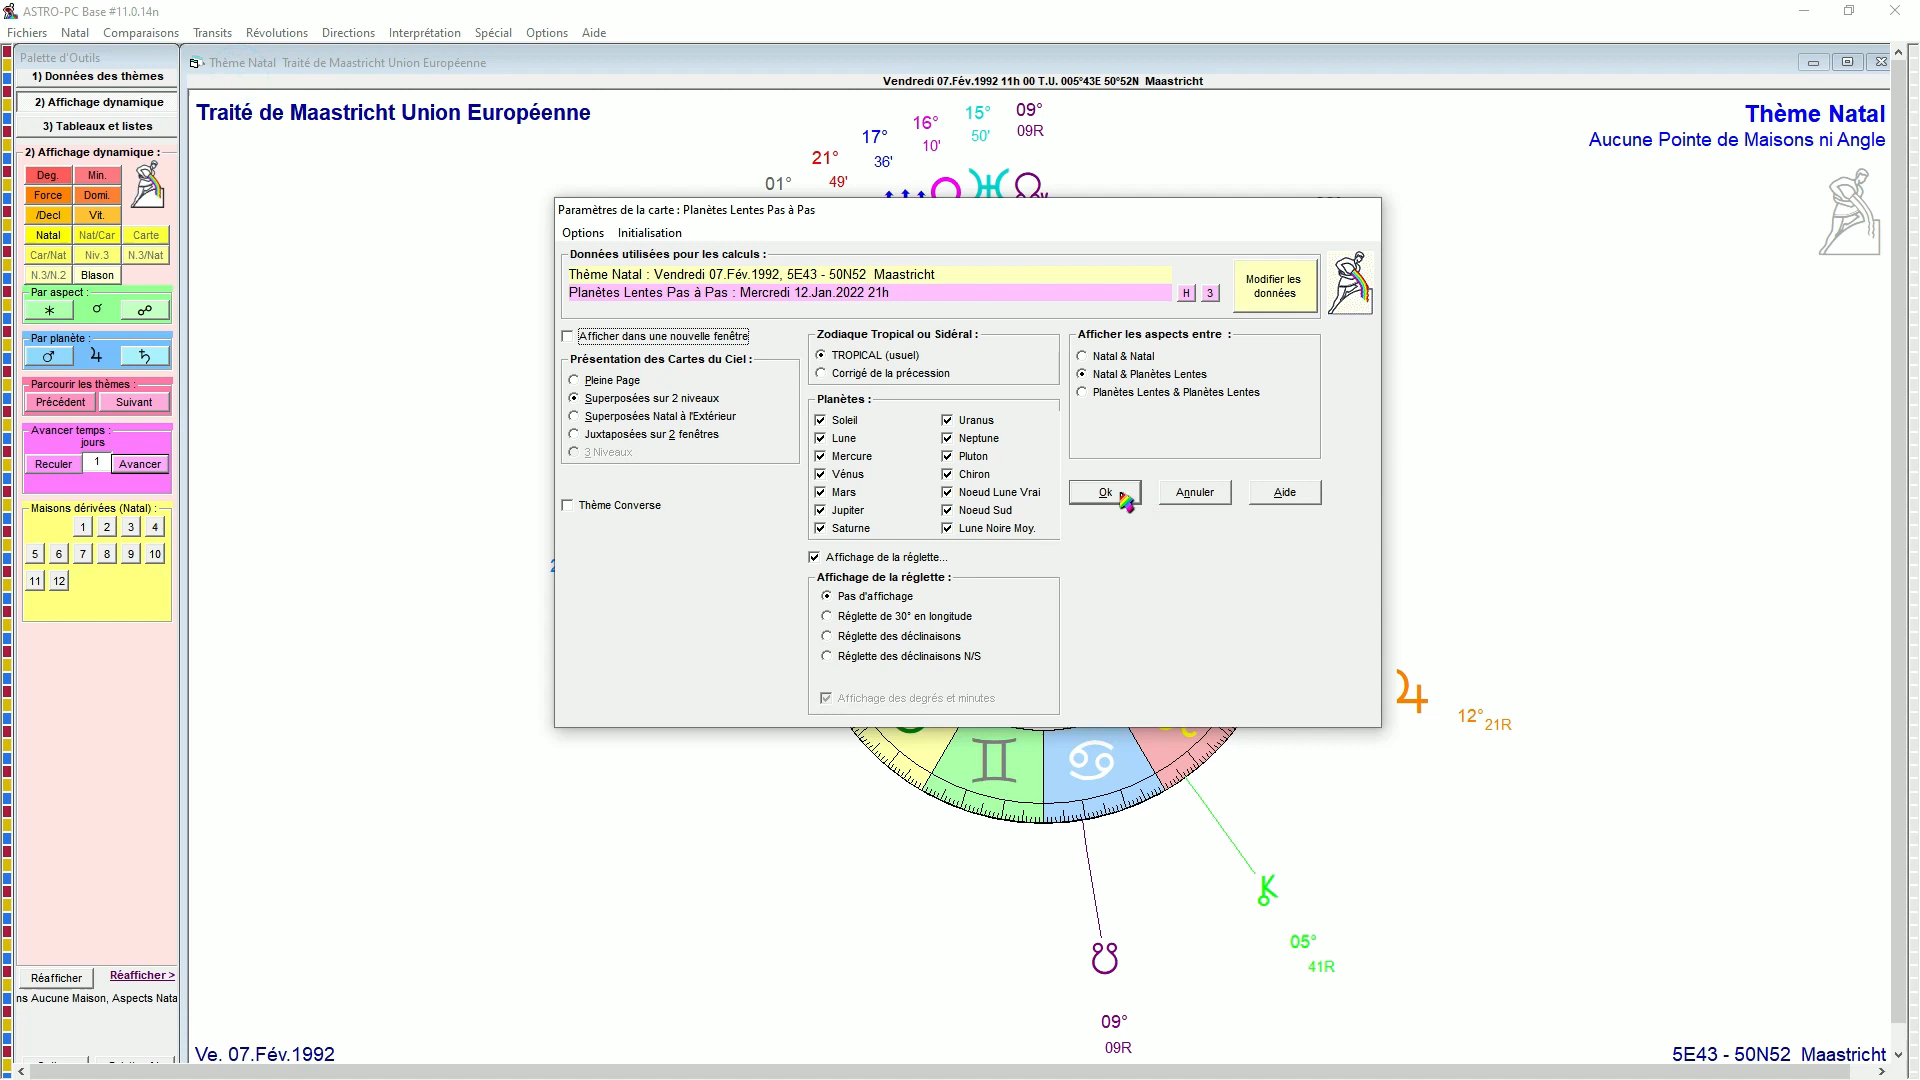 ASTRO-PC Base #11.0.14n
Fichiers Natal Comparaisons Transits Révolutions Directions Interprétation Spécial Options Aide
Palette d'Outils
1) Données des thèmes
2) Affichage dynamique
3) Tableaux et listes
2) Affichage dynamique :
Deg. Min.
Force Domi.
/Decl Vit.
Natal Nat/Car Carte
Car/Nat Niv.3 N.3/Nat
N.3/N.2 Blason
Par aspect :
Par planète :
Parcourir les thèmes :
Précédent Suivant
Avancer temps :
jours
Reculer 1 Avancer
Maisons dérivées (Natal) :
1 2 3 4
5 6 7 8 9 10
11 12
Réafficher Réafficher >
ns Aucune Maison, Aspects Nata
Thème Natal Traité de Maastricht Union Européenne
Vendredi 07.Fév.1992 11h 00 T.U. 005°43E 50°52N Maastricht
Traité de Maastricht Union Européenne
Thème Natal
Aucune Pointe de Maisons ni Angle
01°
21° 49'
17° 36'
16° 10'
15° 50'
09° 09R
Paramètres de la carte : Planètes Lentes Pas à Pas
Options Initialisation
Données utilisées pour les calculs :
Thème Natal : Vendredi 07.Fév.1992, 5E43 - 50N52 Maastricht
Planètes Lentes Pas à Pas : Mercredi 12.Jan.2022 21h
H 3
Modifier les
données
Afficher dans une nouvelle fenêtre
Présentation des Cartes du Ciel :
Pleine Page
Superposées sur 2 niveaux
Superposées Natal à l'Extérieur
Juxtaposées sur 2 fenêtres
3 Niveaux
Thème Converse
Zodiaque Tropical ou Sidéral :
TROPICAL (usuel)
Corrigé de la précession
Planètes :
Soleil Uranus
Lune Neptune
Mercure Pluton
Vénus Chiron
Mars Noeud Lune Vrai
Jupiter Noeud Sud
Saturne Lune Noire Moy.
Affichage de la réglette...
Affichage de la réglette :
Pas d'affichage
Réglette de 30° en longitude
Réglette des déclinaisons
Réglette des déclinaisons N/S
Affichage des degrés et minutes
Afficher les aspects entre :
Natal & Natal
Natal & Planètes Lentes
Planètes Lentes & Planètes Lentes
Ok Annuler Aide
12° 21R
05°
41R
09°
09R
Ve. 07.Fév.1992
5E43 - 50N52 Maastricht